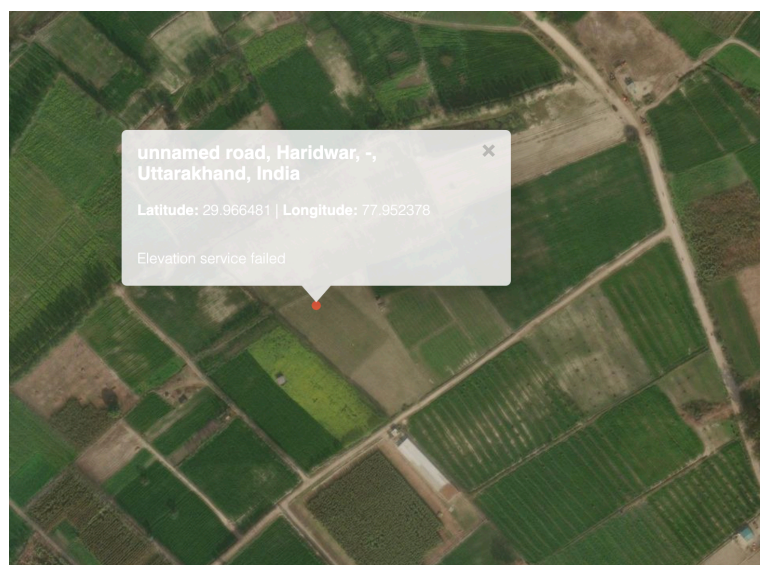 unnamed road, Haridwar, -,
Uttarakhand, India
Latitude: 29.966481 | Longitude: 77.952378
Elevation service failed